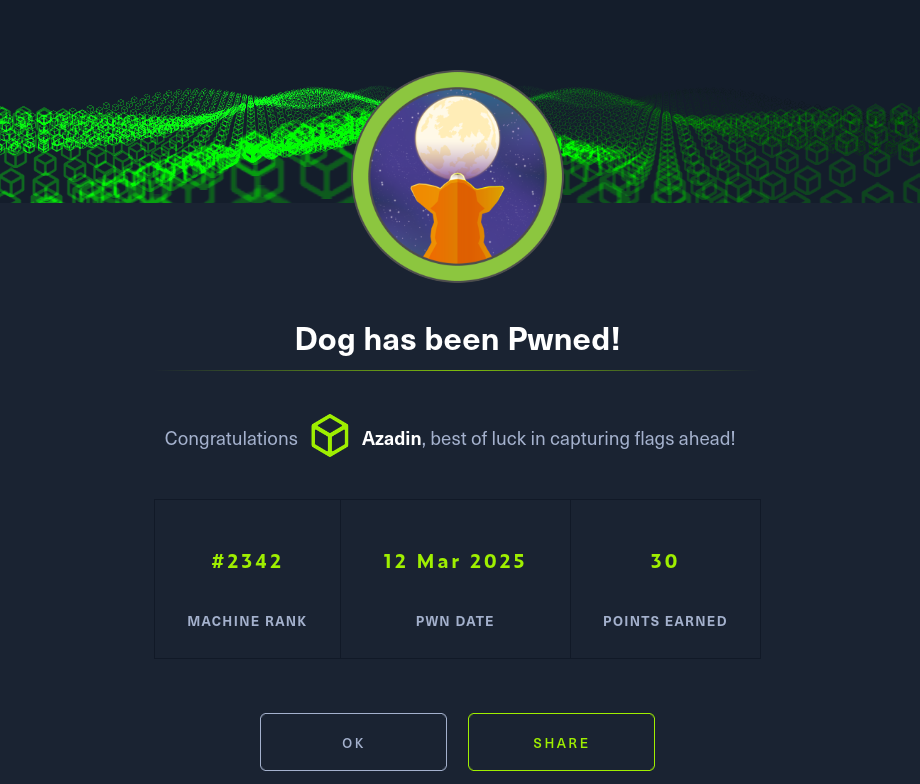 Dog has been Pwned!
Congratulations Azadin, best of luck in capturing flags ahead!
#2342 12 Mar 2025 30
MACHINE RANK PWN DATE POINTS EARNED
OK SHARE